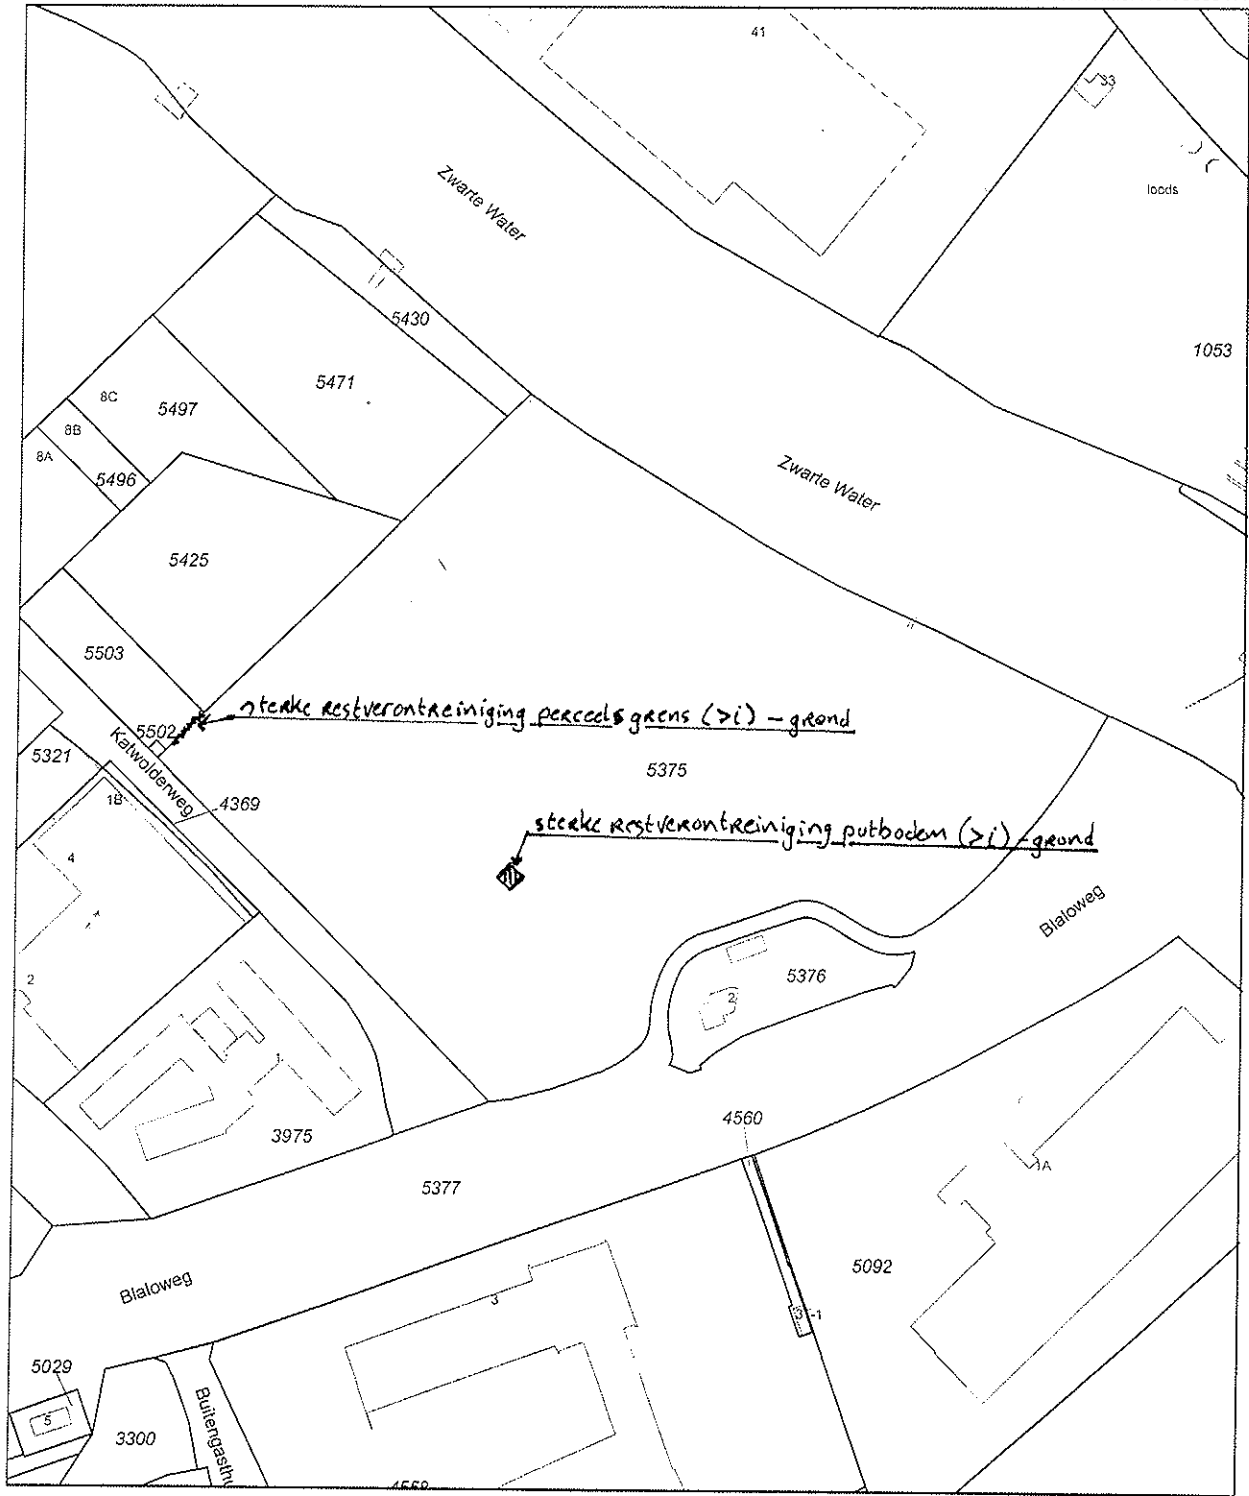 41
33
Zwarte Water
loods
5430
1053
5471
8C
5497
8B
8A
5496
Zwarte Water
5425
5503
sterke restverontreiniging perceelsgrens (>i) - grond
5502
Katwolderweg
5321
5375
1B
4369
sterke restverontreiniging putbodem (>i) - grond
4
Blaloweg
2
5376
2
1
4560
3975
1A
5377
5092
Blaloweg
3
3
-1
5029
5
3300
Buitengasth
4558